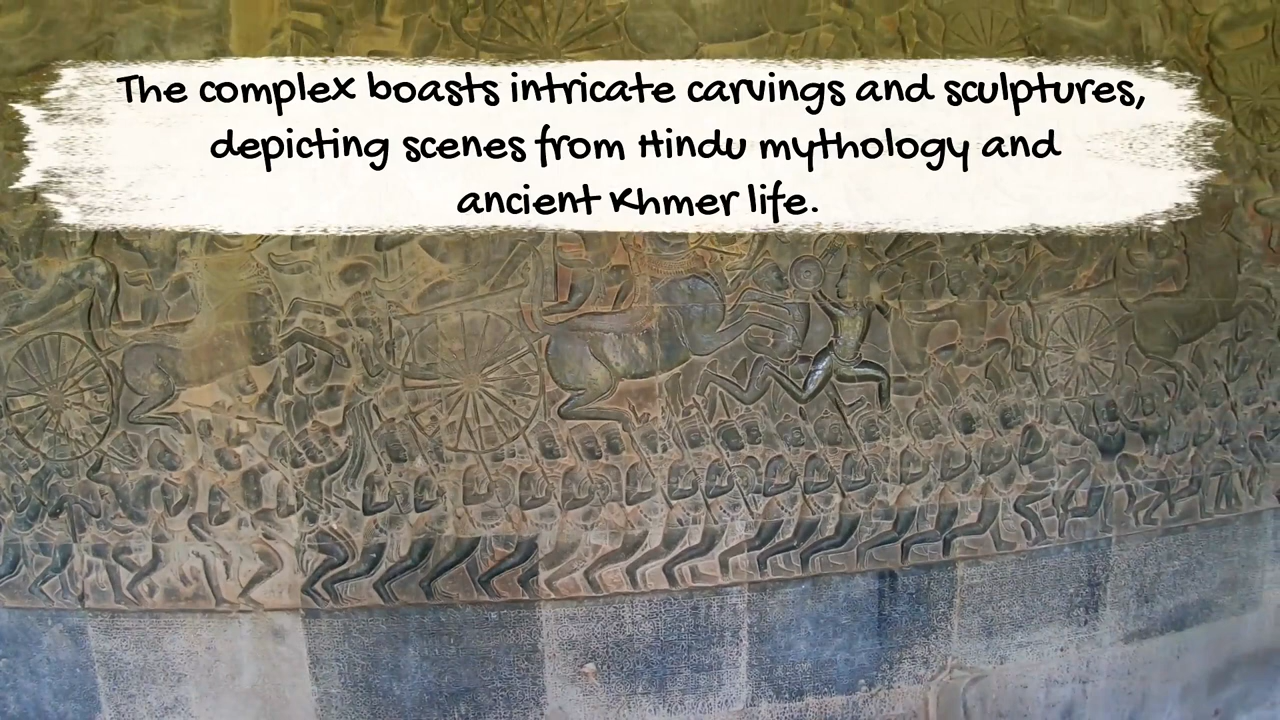 The complex boasts intricate carvings and sculptures,
depicting scenes from Hindu mythology and
ancient Khmer life.